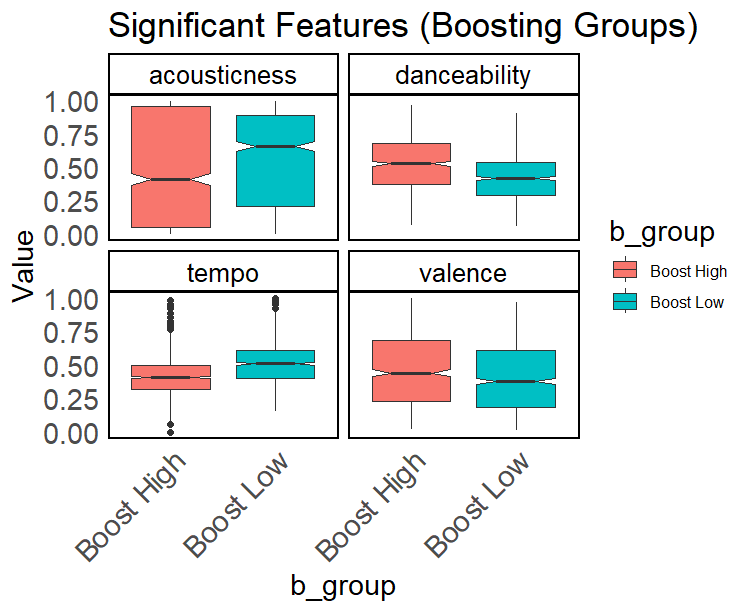 Significant Features (Boosting Groups)
acousticness
danceability
1.00
0.75
0.50
0.25
0.00
tempo
valence
1.00
0.75
0.50
0.25
0.00
Value
Boost High
Boost Low
Boost High
Boost Low
b_group
b_group
Boost High
Boost Low